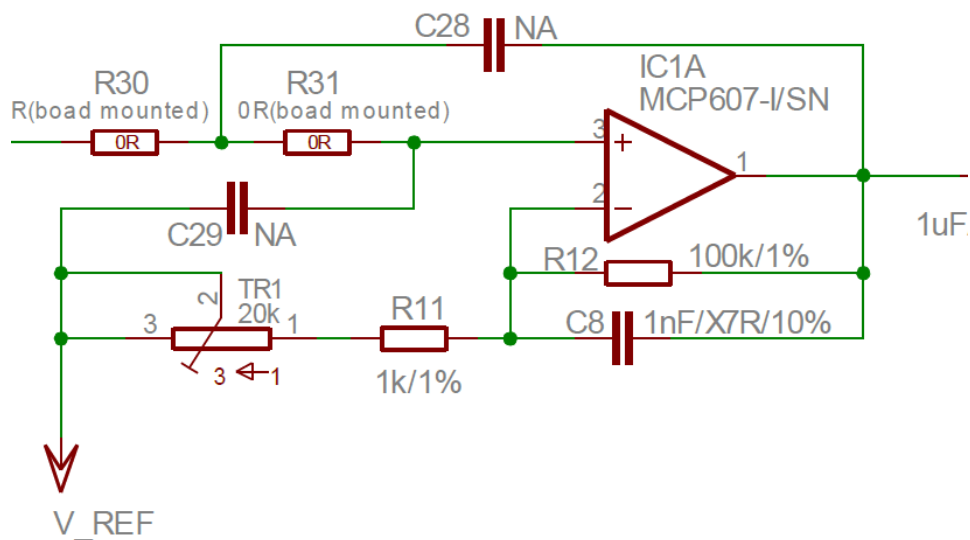 C28 NA
R30
R(boad mounted)
0R
R31
0R(boad mounted)
0R
IC1A
MCP607-I/SN
3
2
1
C29 NA
R12 100k/1%
1uF
2
TR1
20k
3
1
3 1
R11
1k/1%
C8 1nF/X7R/10%
V_REF